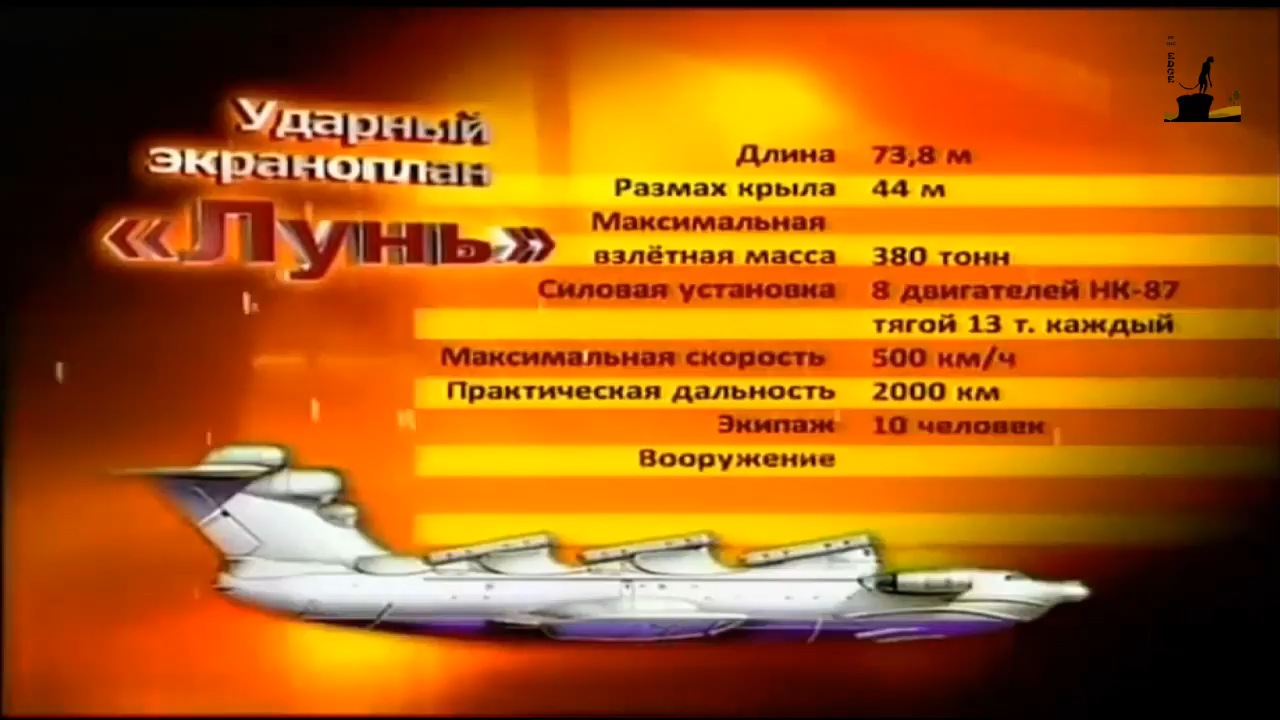 Ударный
экраноплан
«Лунь»
Длина 73,8 м
Размах крыла 44 м
Максимальная
взлётная масса 380 тонн
Силовая установка 8 двигателей НК-87
тягой 13 т. каждый
Максимальная скорость 500 км/ч
Практическая дальность 2000 км
Экипаж 10 человек
Вооружение